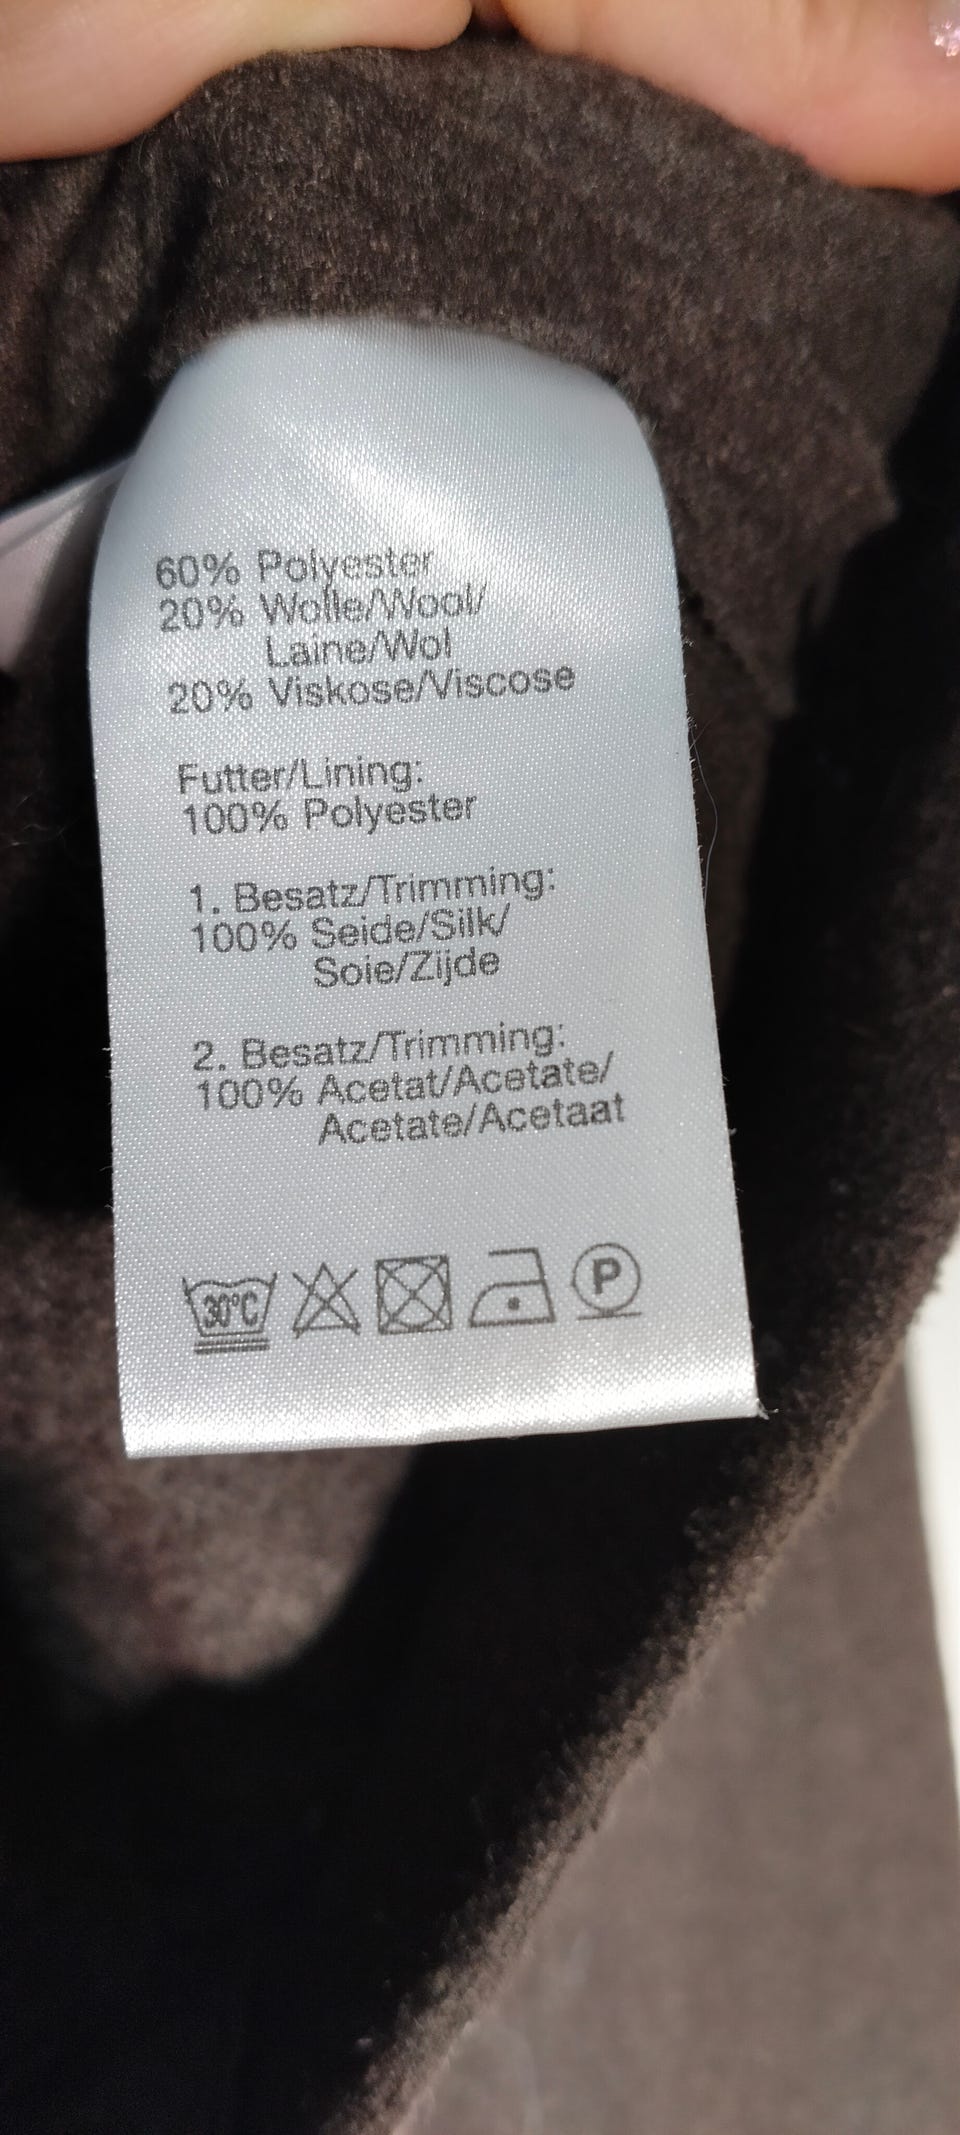 60% Polyester
20% Wolle/Wool/
Laine/Wol
20% Viskose/Viscose
Futter/Lining:
100% Polyester
1. Besatz/Trimming:
100% Seide/Silk/
Soie/Zijde
2. Besatz/Trimming:
100% Acetat/Acetate/
Acetate/Acetaat
30°C P